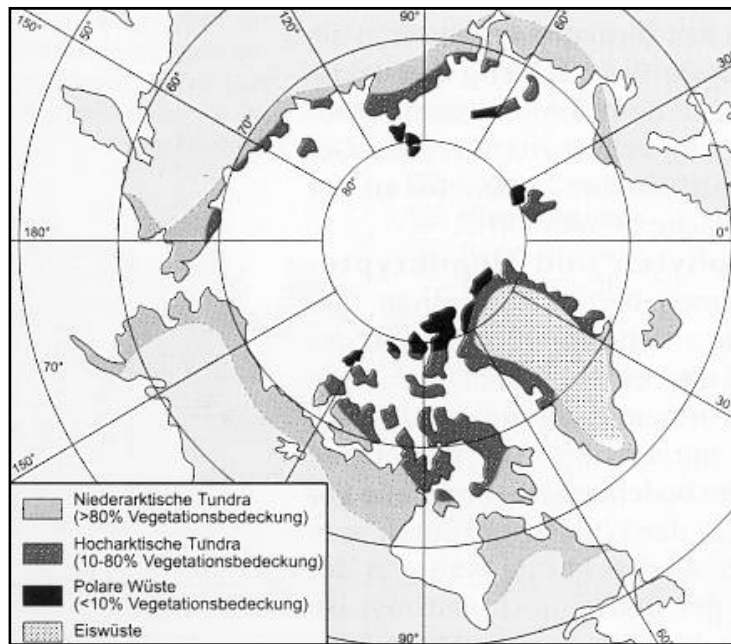 150°
50°
120°
90°
60°
30
60°
70°
80°
180°
0°
70°
30
150°
Niederarktische Tundra
(>80% Vegetationsbedeckung)
Hocharktische Tundra
(10-80% Vegetationsbedeckung)
Polare Wüste
(<10% Vegetationsbedeckung)
Eiswüste
90°
60